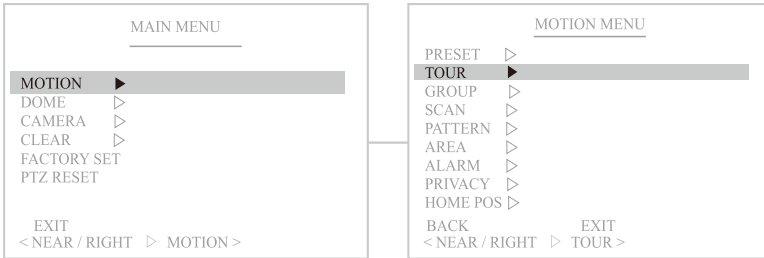 MAIN MENU
MOTION ▶
DOME ▷
CAMERA ▷
CLEAR ▷
FACTORY SET
PTZ RESET
EXIT
< NEAR / RIGHT ▷ MOTION >
MOTION MENU
PRESET ▷
TOUR ▶
GROUP ▷
SCAN ▷
PATTERN ▷
AREA ▷
ALARM ▷
PRIVACY ▷
HOME POS ▷
BACK EXIT
< NEAR / RIGHT ▷ TOUR >